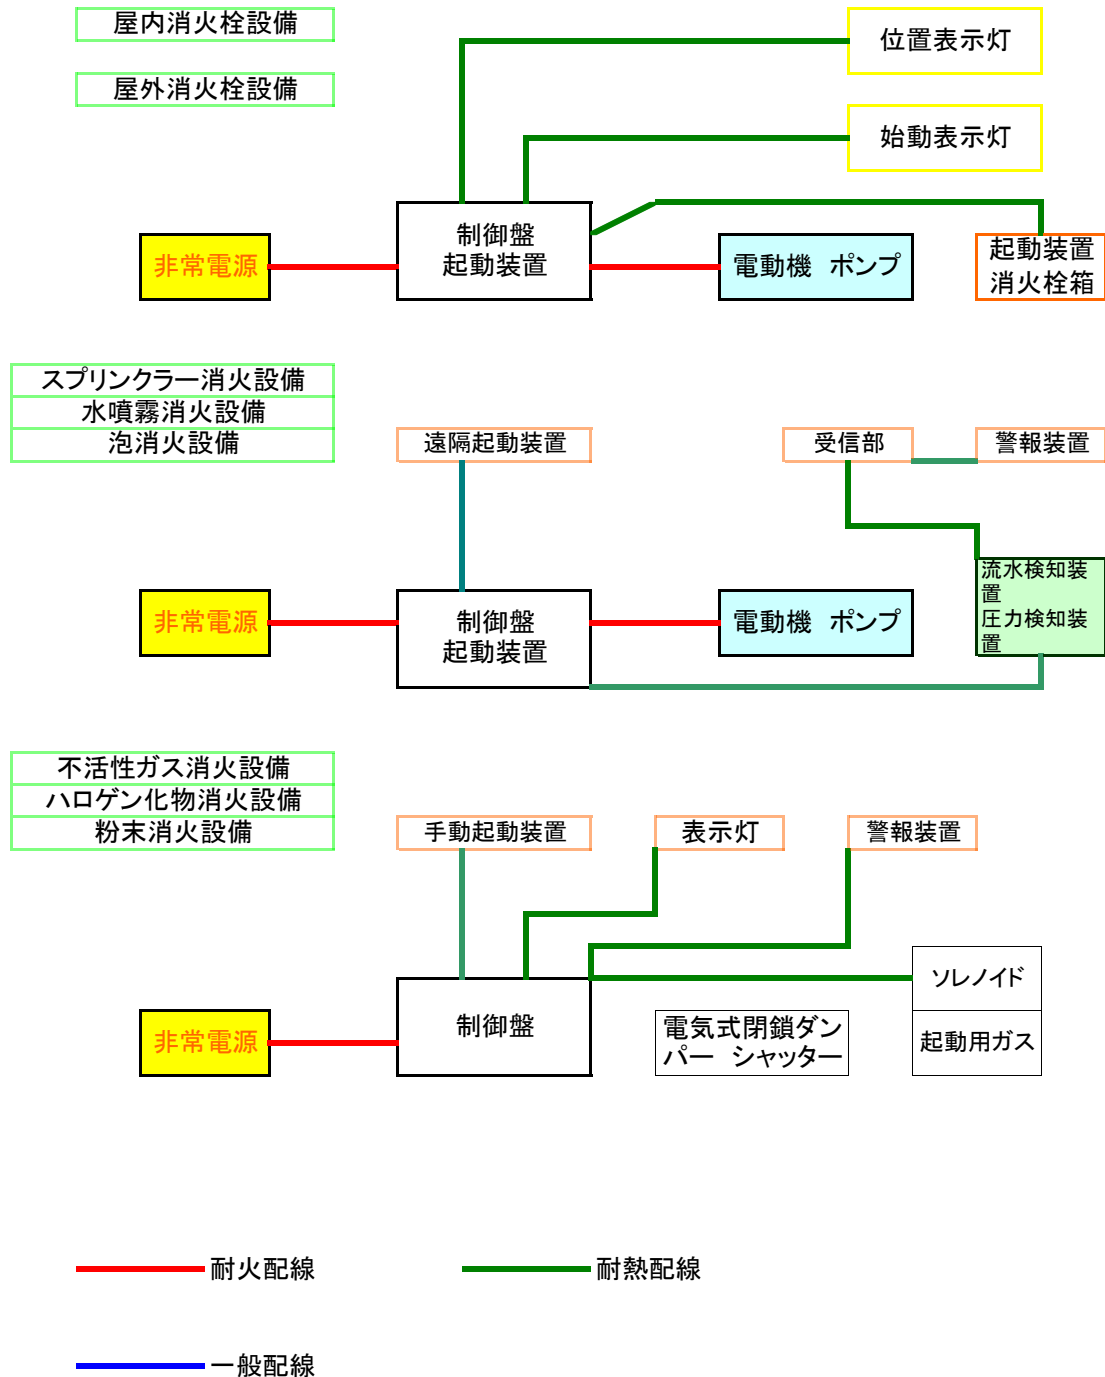 屋内消火栓設備
位置表示灯
屋外消火栓設備
始動表示灯
制御盤
起動装置
非常電源
電動機 ポンプ
起動装置
消火栓箱
スプリンクラー消火設備
水噴霧消火設備
泡消火設備
遠隔起動装置
受信部
警報装置
非常電源
制御盤
起動装置
電動機 ポンプ
流水検知装
置
圧力検知装
置
不活性ガス消火設備
ハロゲン化物消火設備
粉末消火設備
手動起動装置
表示灯
警報装置
ソレノイド
非常電源
制御盤
電気式閉鎖ダン
パー シャッター
起動用ガス
耐火配線
耐熱配線
一般配線